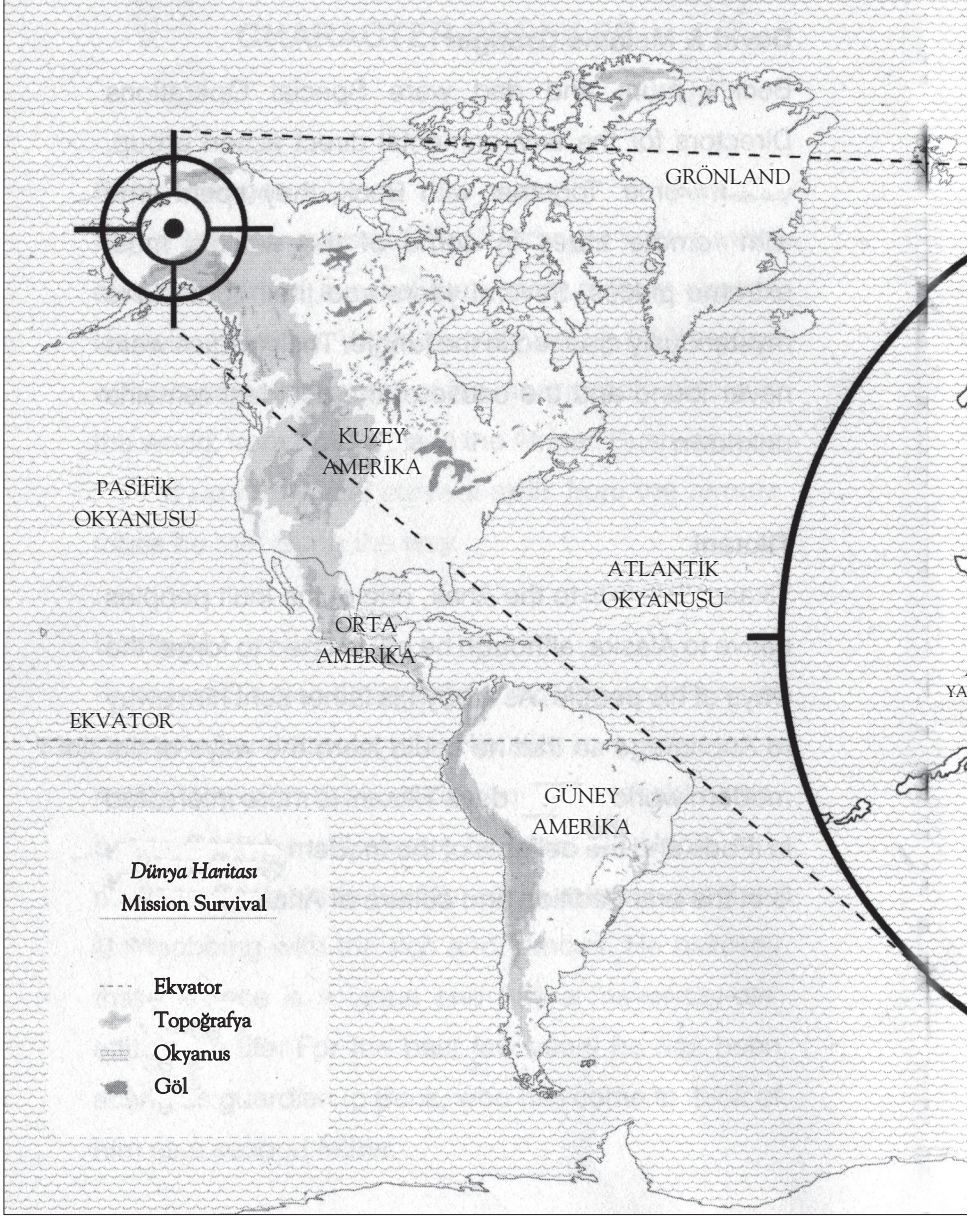 GRÖNLAND
KUZEY
AMERİKA
PASİFİK
OKYANUSU
ATLANTİK
OKYANUSU
ORTA
AMERİKA
EKVATOR
YA
GÜNEY
AMERİKA
Dünya Haritası
Mission Survival
Ekvator
Topoğrafya
Okyanus
Göl